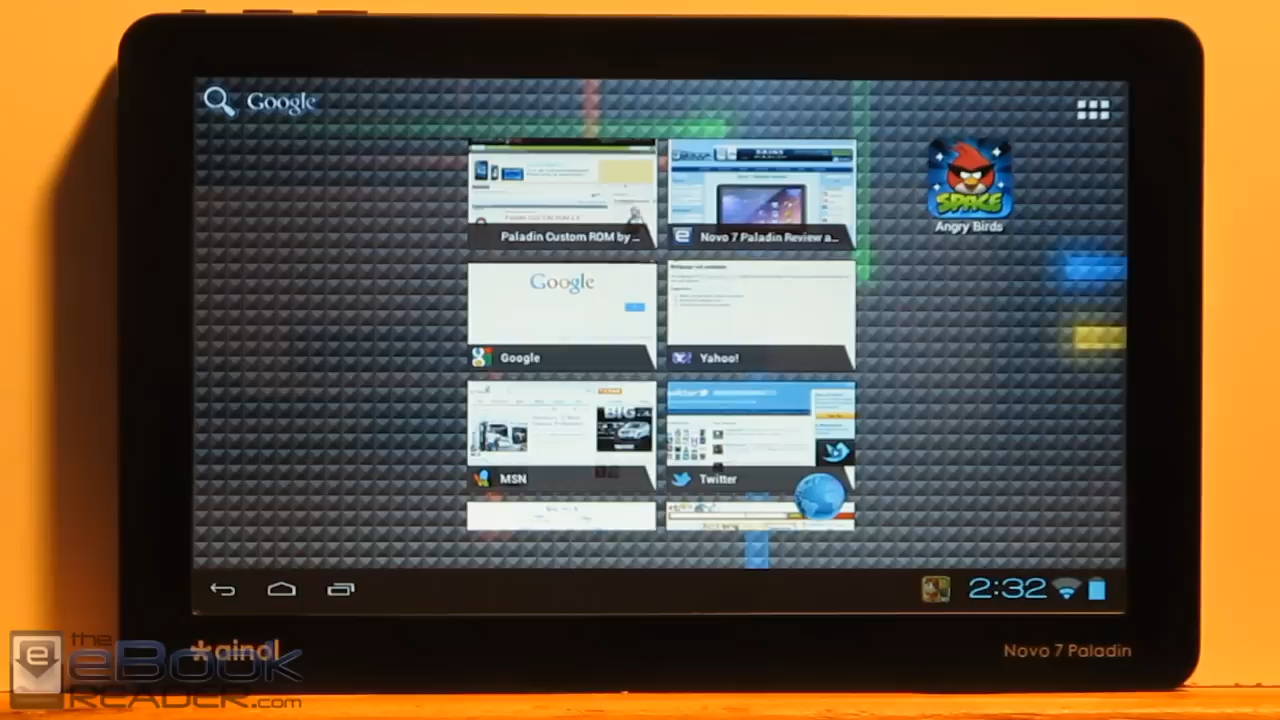 Google
SPACE
Angry Birds
Paladin Custom ROM by ...
Novo 7 Paladin Review a...
Google
Google
Yahoo!
BIG
MSN
Twitter
2:32
ainol
Novo 7 Paladin
the
eBook
READER.com